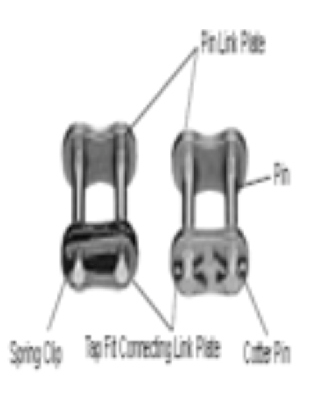 Pin Link Plate
Pin
Spring Clip
Tap Fit Connecting Link Plate
Cotter Pin